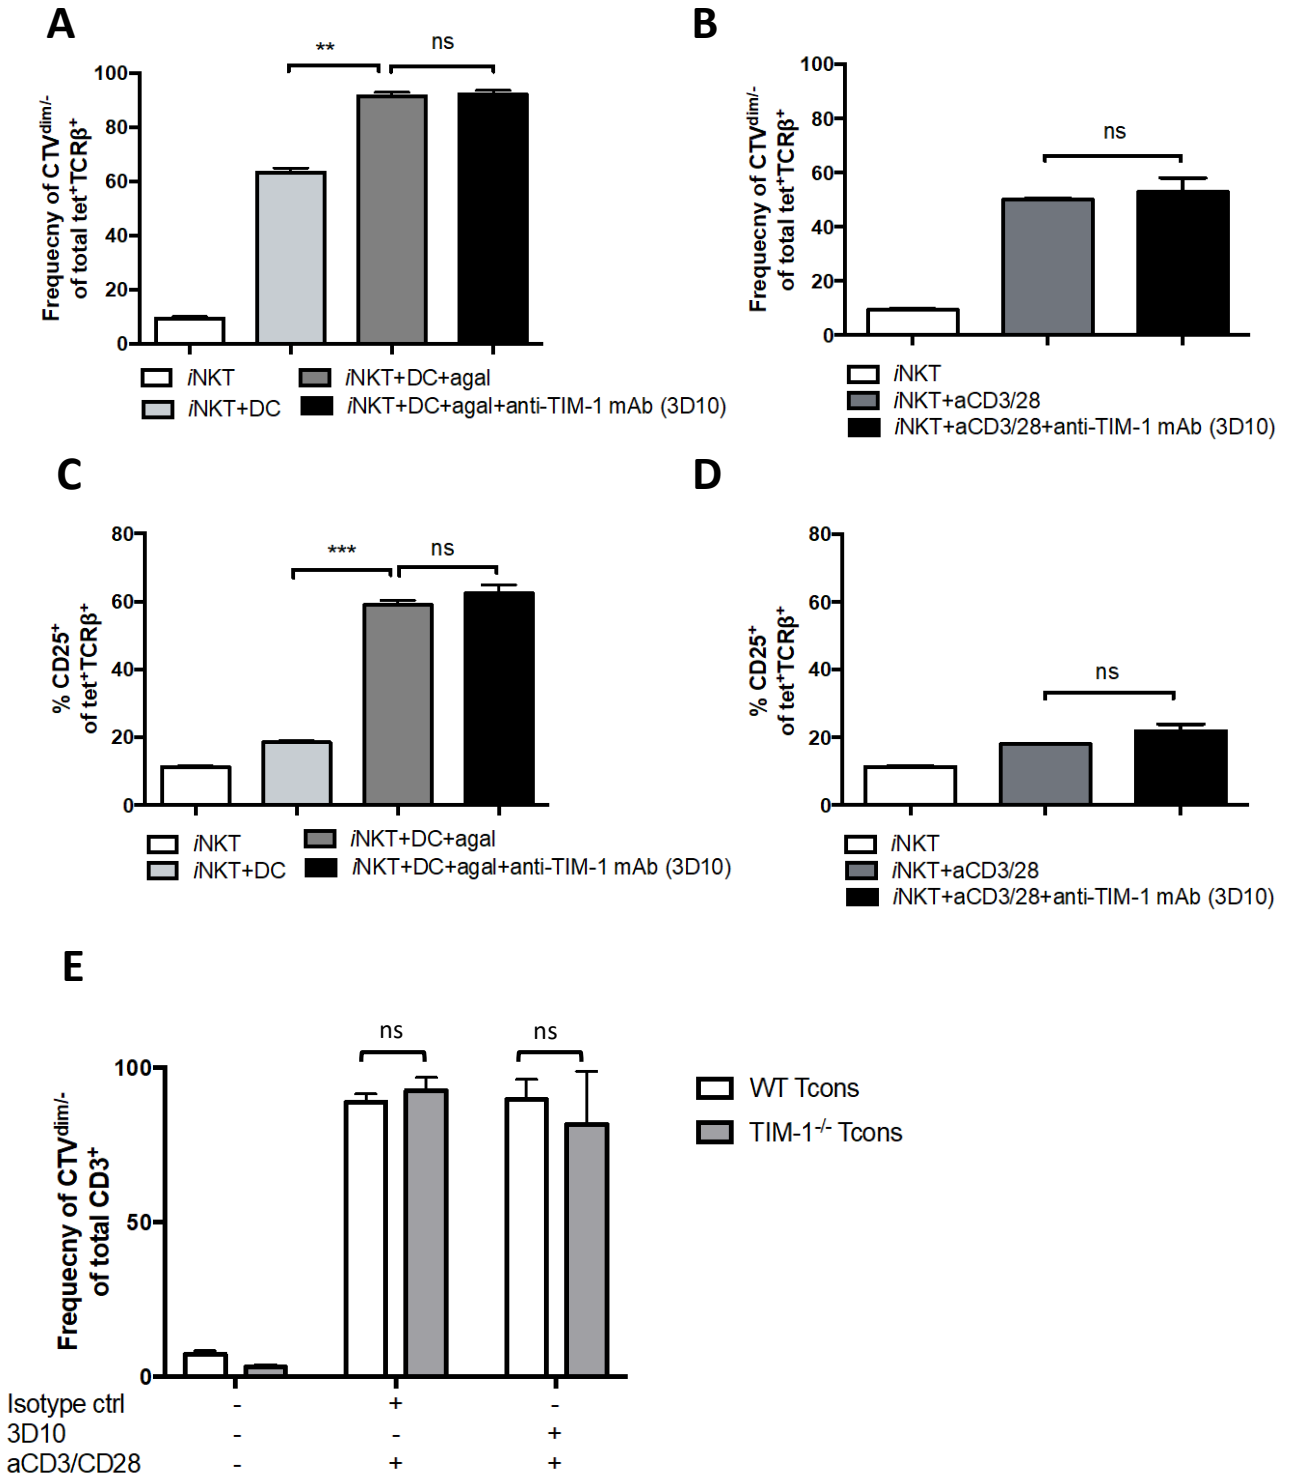 A
**
ns
Frequecny of CTVdim/-
of total tet+TCRβ+
100
80
60
40
20
0
iNKT
iNKT+DC+agal
iNKT+DC
iNKT+DC+agal+anti-TIM-1 mAb (3D10)
B
ns
Frequecny of CTVdim/-
of total tet+TCRβ+
100
80
60
40
20
0
iNKT
iNKT+aCD3/28
iNKT+aCD3/28+anti-TIM-1 mAb (3D10)
C
***
ns
% CD25+
of tet+TCRβ+
80
60
40
20
0
iNKT
iNKT+DC+agal
iNKT+DC
iNKT+DC+agal+anti-TIM-1 mAb (3D10)
D
ns
% CD25+
of tet+TCRβ+
80
60
40
20
0
iNKT
iNKT+aCD3/28
iNKT+aCD3/28+anti-TIM-1 mAb (3D10)
E
ns
ns
Frequecny of CTVdim/-
of total CD3+
100
50
0
WT Tcons
TIM-1-/- Tcons
Isotype ctrl - + -
3D10 - - +
aCD3/CD28 - + +